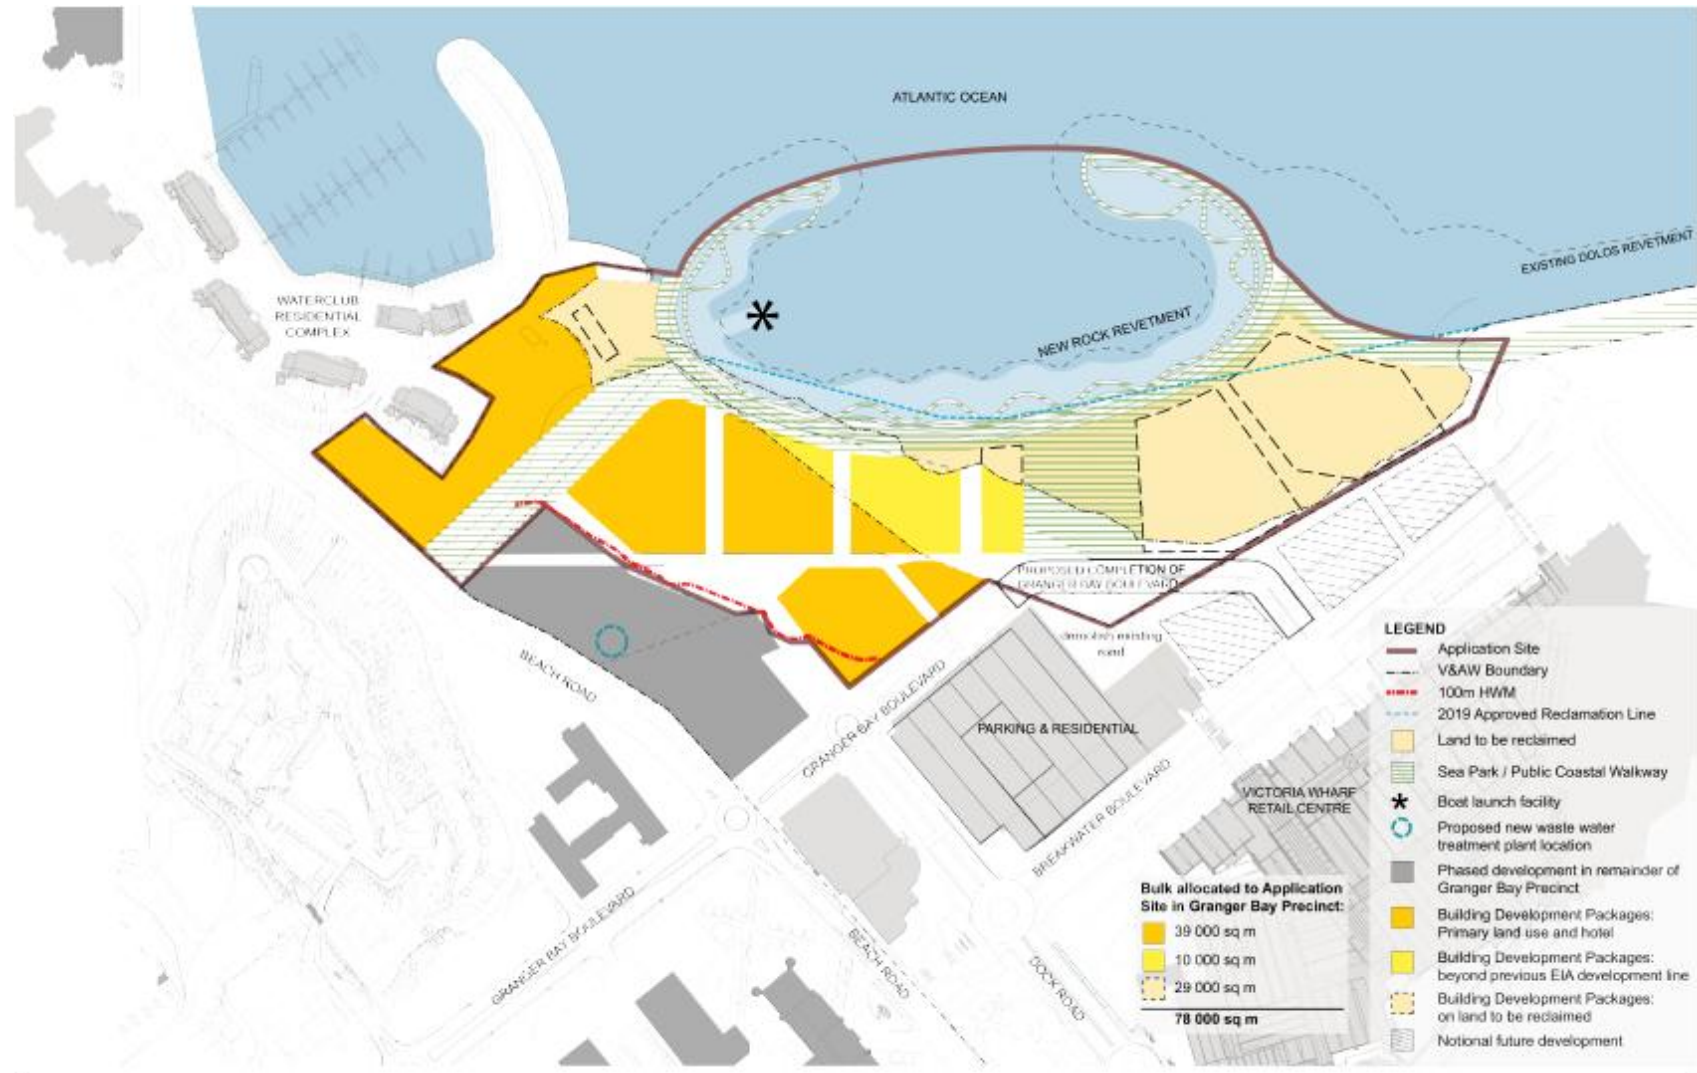 ATLANTIC OCEAN
EXISTING DOLOS REVETMENT
WATERCLUB
RESIDENTIAL
COMPLEX
NEW ROCK REVETMENT
PROPOSED COMPLETION OF
GRANGER BAY BOULEVARD
demolish existing
road
BEACH ROAD
GRANGER BAY BOULEVARD
PARKING & RESIDENTIAL
BREAKWATER BOULEVARD
VICTORIA WHARF
RETAIL CENTRE
GRANGER BAY BOULEVARD
BEACH ROAD
DOCK ROAD
Bulk allocated to Application
Site in Granger Bay Precinct:
39 000 sq m
10 000 sq m
29 000 sq m
78 000 sq m
LEGEND
Application Site
V&AW Boundary
100m HWM
2019 Approved Reclamation Line
Land to be reclaimed
Sea Park / Public Coastal Walkway
Boat launch facility
Proposed new waste water
treatment plant location
Phased development in remainder of
Granger Bay Precinct
Building Development Packages:
Primary land use and hotel
Building Development Packages:
beyond previous EIA development line
Building Development Packages:
on land to be reclaimed
Notional future development